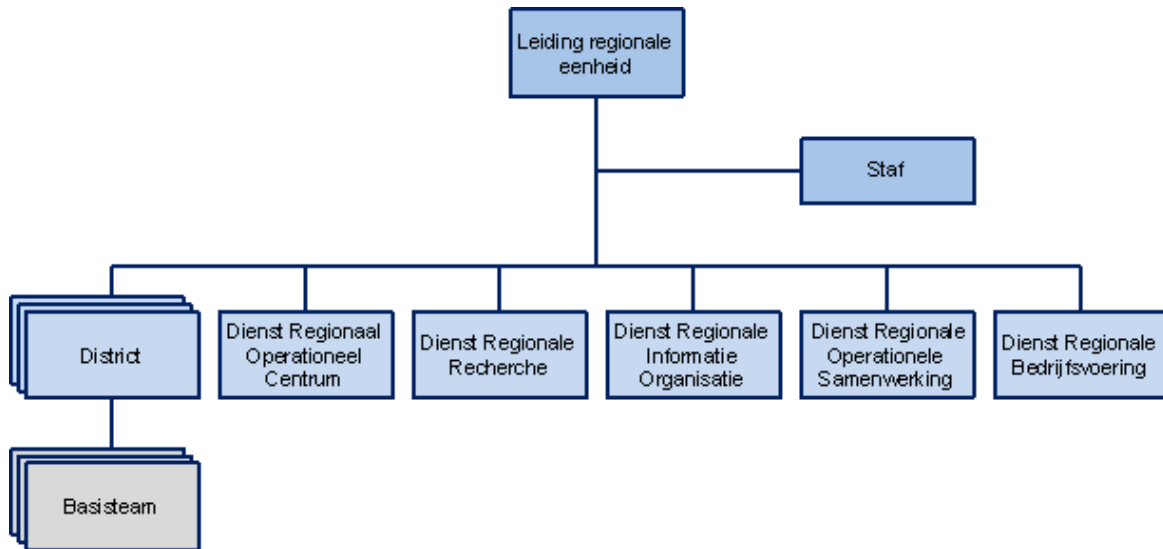 Leiding regionale
eenheid
Staf
District
Dienst Regionaal
Operationeel
Centrum
Dienst Regionale
Recherche
Dienst Regionale
Informatie
Organisatie
Dienst Regionale
Operationele
Samenwerking
Dienst Regionale
Bedrijfsvoering
Basisteam